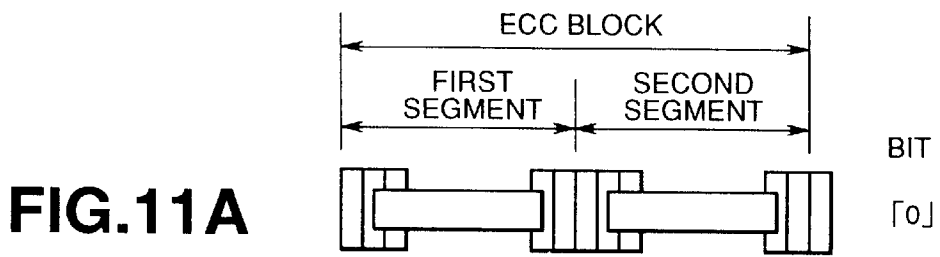 ECC BLOCK
FIRST SEGMENT
SECOND SEGMENT
BIT
FIG.11A
「0」